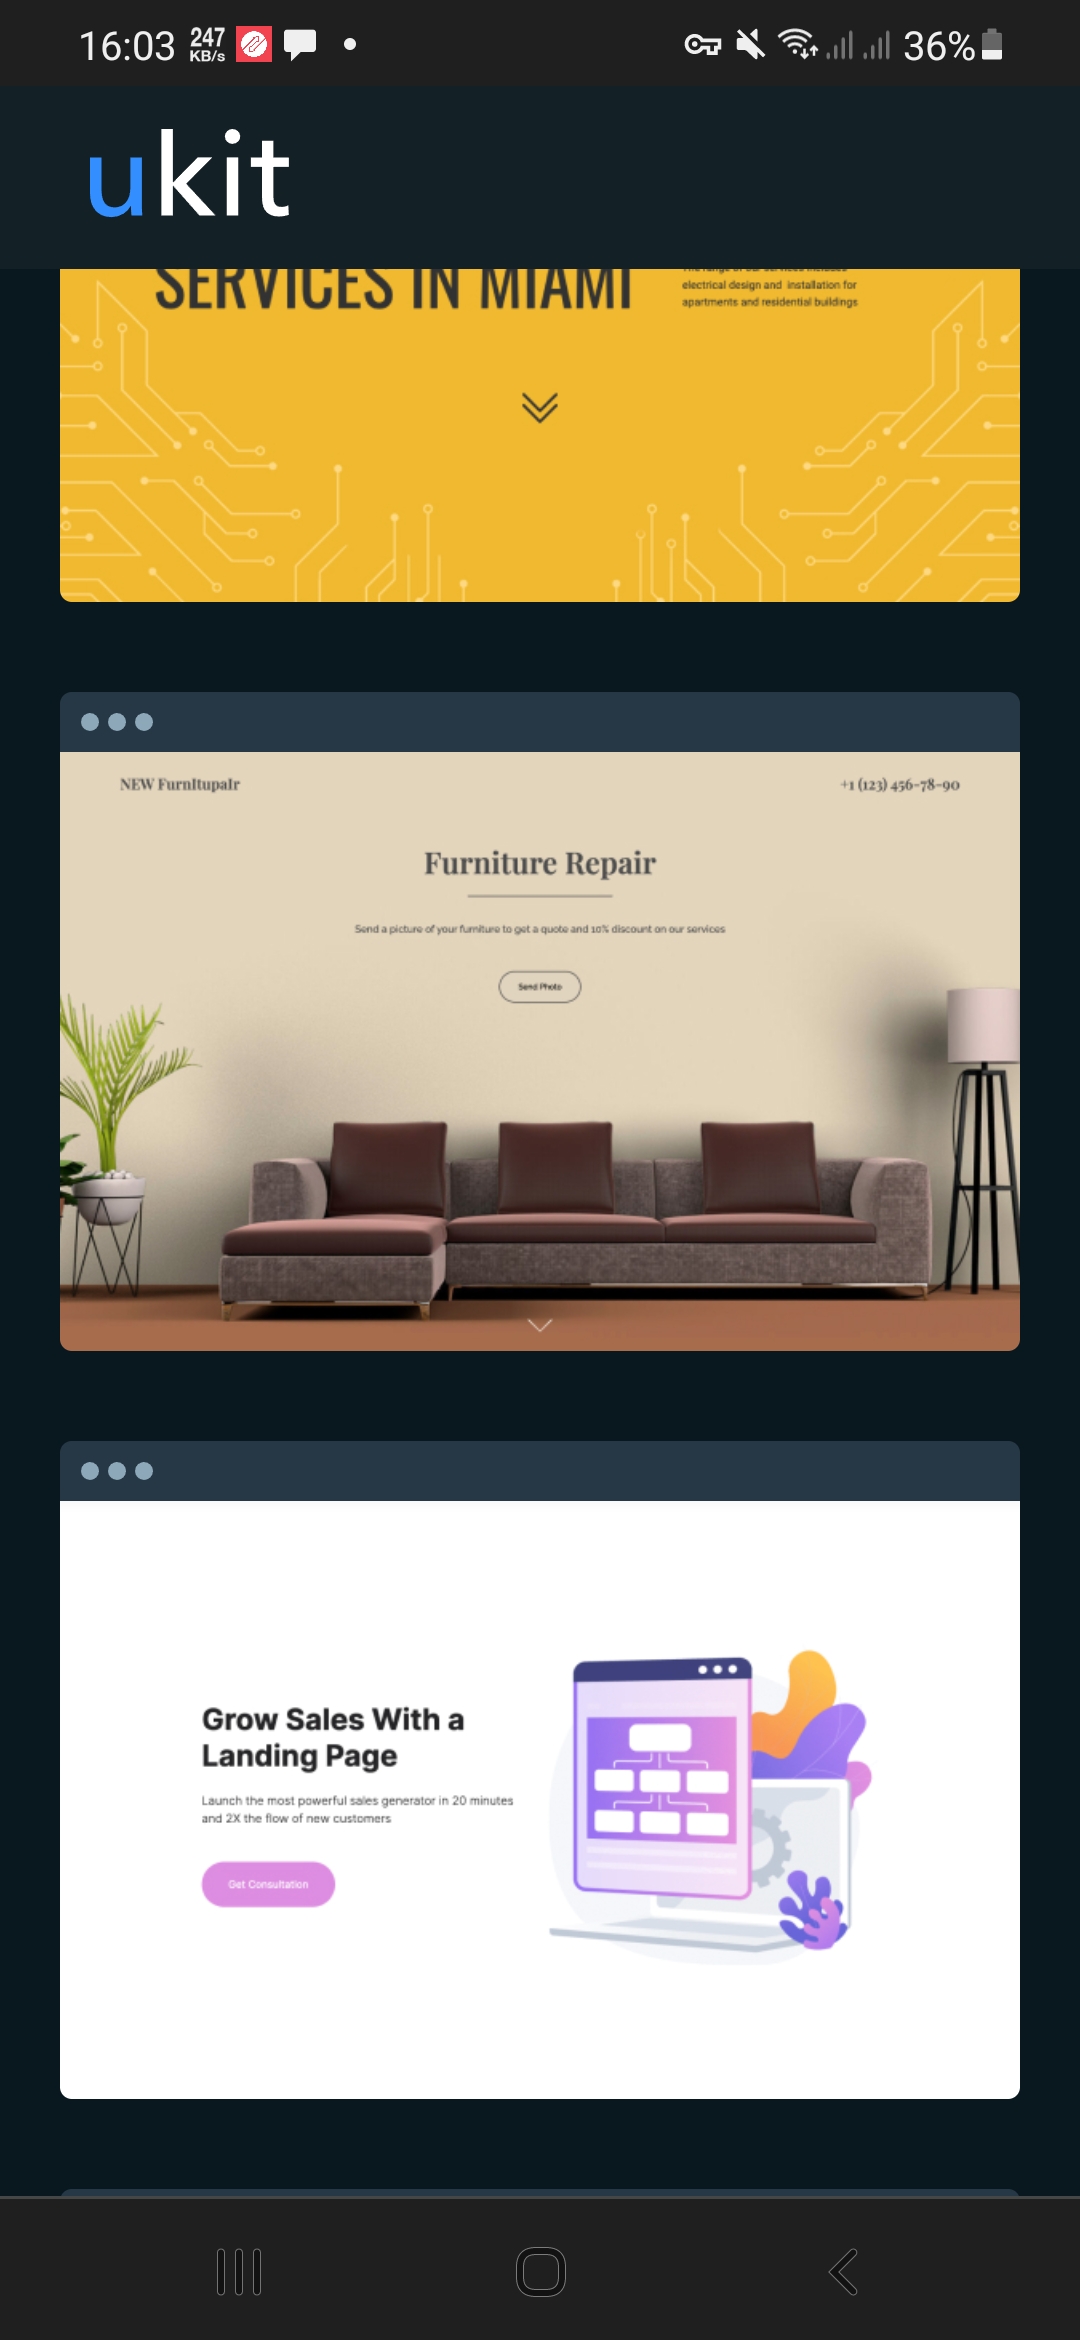 16:03 247 KB/s 36%
ukit
SERVICES IN MIAMI
electrical design and installation for
apartments and residential buildings
NEW FurnItupaIr
+1 (123) 456-78-90
Furniture Repair
Send a picture of your furniture to get a quote and 10% discount on our services
Send Photo
Grow Sales With a
Landing Page
Launch the most powerful sales generator in 20 minutes
and 2X the flow of new customers
Get Consultation